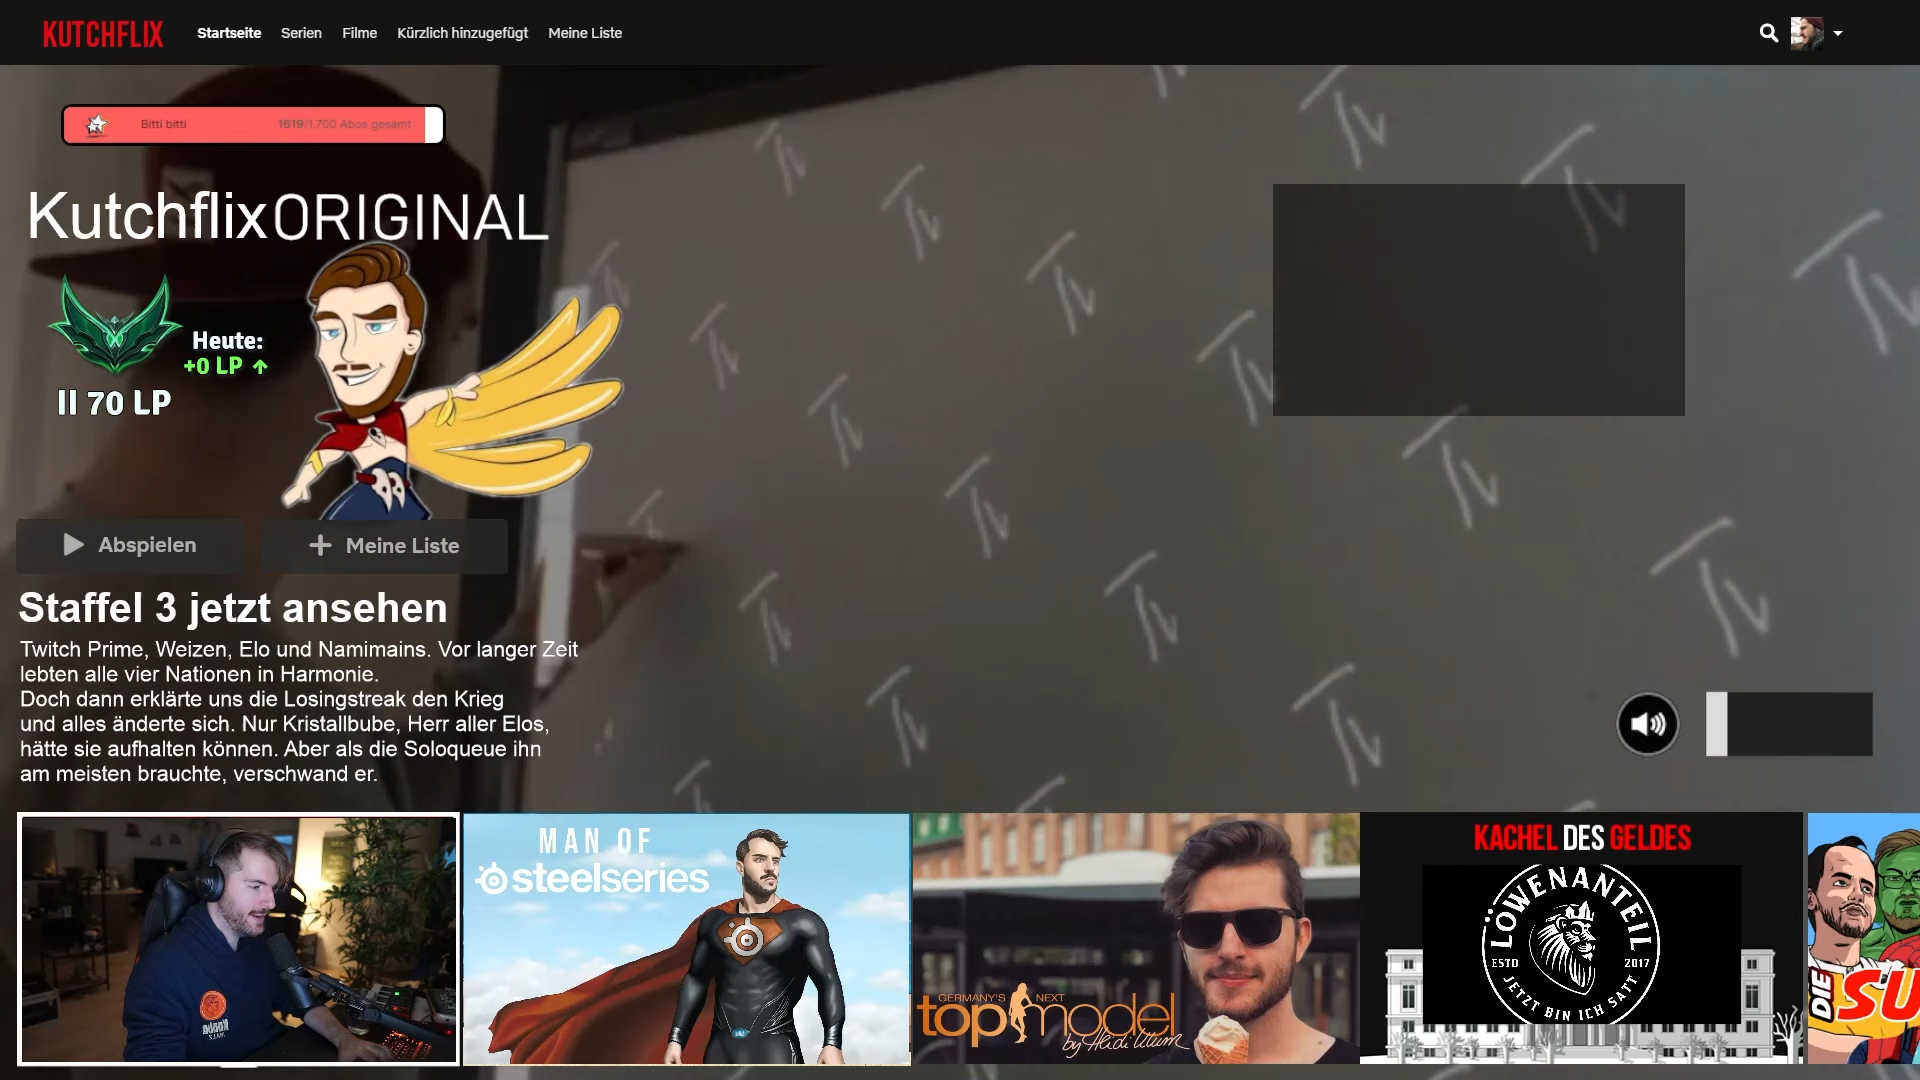 KUTCHFLIX Startseite Serien Filme Kürzlich hinzugefügt Meine Liste
Bitti bitti 1619/1.700 Abos gesamt
KutchflixORIGINAL
Heute:
+0 LP ↑
II 70 LP
Abspielen
Meine Liste
Staffel 3 jetzt ansehen
Twitch Prime, Weizen, Elo und Namimains. Vor langer Zeit
lebten alle vier Nationen in Harmonie.
Doch dann erklärte uns die Losingstreak den Krieg
und alles änderte sich. Nur Kristallbube, Herr aller Elos,
hätte sie aufhalten können. Aber als die Soloqueue ihn
am meisten brauchte, verschwand er.
MAN OF
steelseries
GERMANY'S NEXT
topmodel
by Heidi Klum
KACHEL DES GELDES
LÖWENANTEIL
ESTD 2017
JETZT BIN ICH SATT
DIE
SU